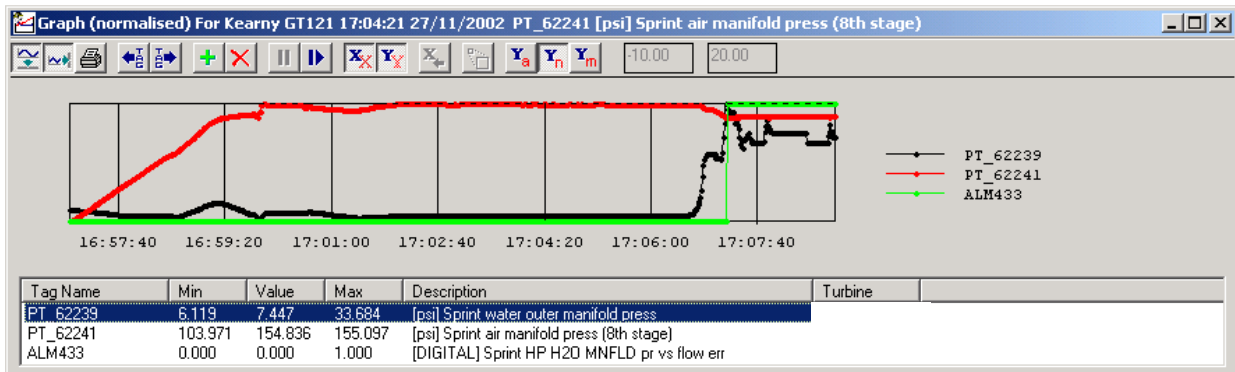 Graph (normalised) For Kearny GT121 17:04:21 27/11/2002 PT_62241 [psi] Sprint air manifold press (8th stage)
XX YY X Ya Yn Ym -10.00 20.00
PT_62239
PT_62241
ALM433
16:57:40 16:59:20 17:01:00 17:02:40 17:04:20 17:06:00 17:07:40
Tag Name Min Value Max Description Turbine
PT_62239 6.119 7.447 33.684 [psi] Sprint water outer manifold press
PT_62241 103.971 154.836 155.097 [psi] Sprint air manifold press (8th stage)
ALM433 0.000 0.000 1.000 [DIGITAL] Sprint HP H2O MNFLD pr vs flow err